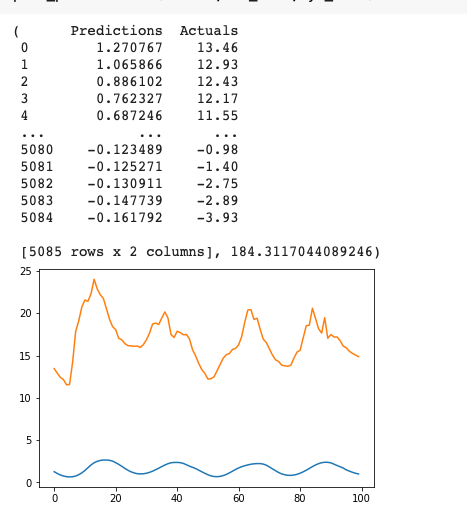 (      Predictions  Actuals
0        1.270767    13.46
1        1.065866    12.93
2        0.886102    12.43
3        0.762327    12.17
4        0.687246    11.55
...           ...      ...
5080    -0.123489    -0.98
5081    -0.125271    -1.40
5082    -0.130911    -2.75
5083    -0.147739    -2.89
5084    -0.161792    -3.93
[5085 rows x 2 columns], 184.3117044089246)
25
20
15
10
5
0
0 20 40 60 80 100